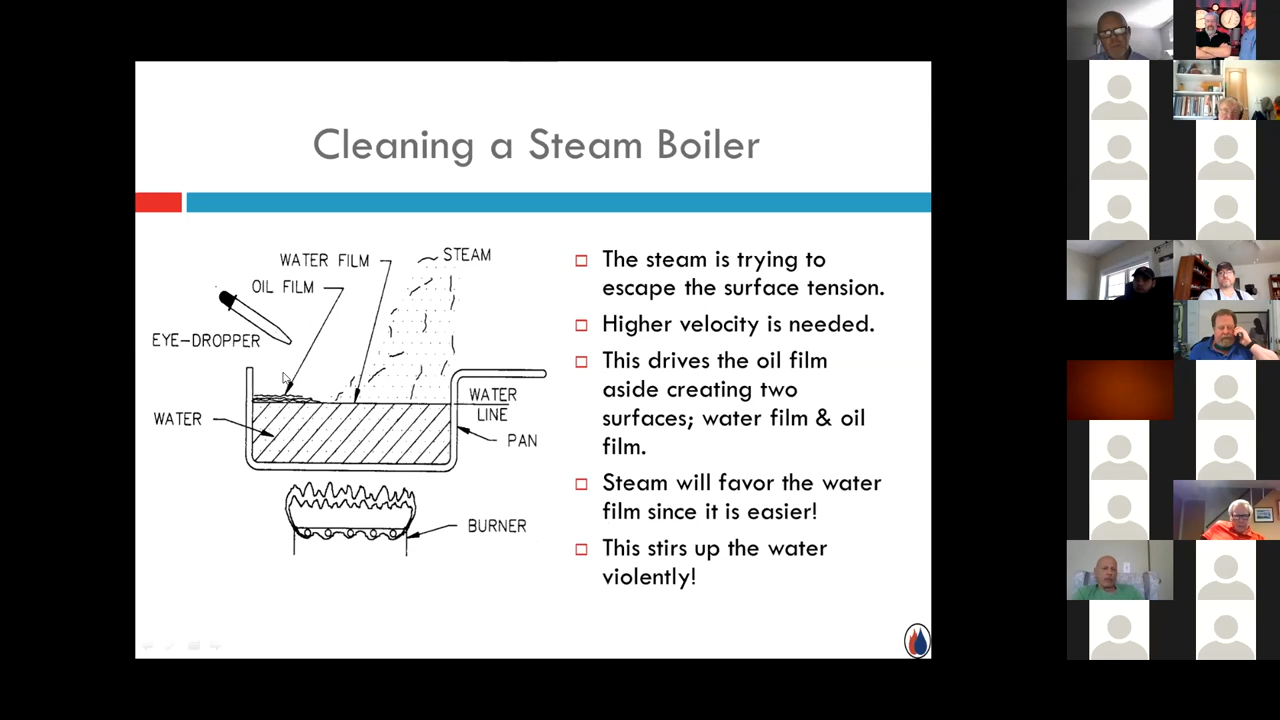 Cleaning a Steam Boiler
WATER FILM
STEAM
OIL FILM
EYE-DROPPER
WATER
LINE
WATER
PAN
BURNER
The steam is trying to
escape the surface tension.
Higher velocity is needed.
This drives the oil film
aside creating two
surfaces; water film & oil
film.
Steam will favor the water
film since it is easier!
This stirs up the water
violently!